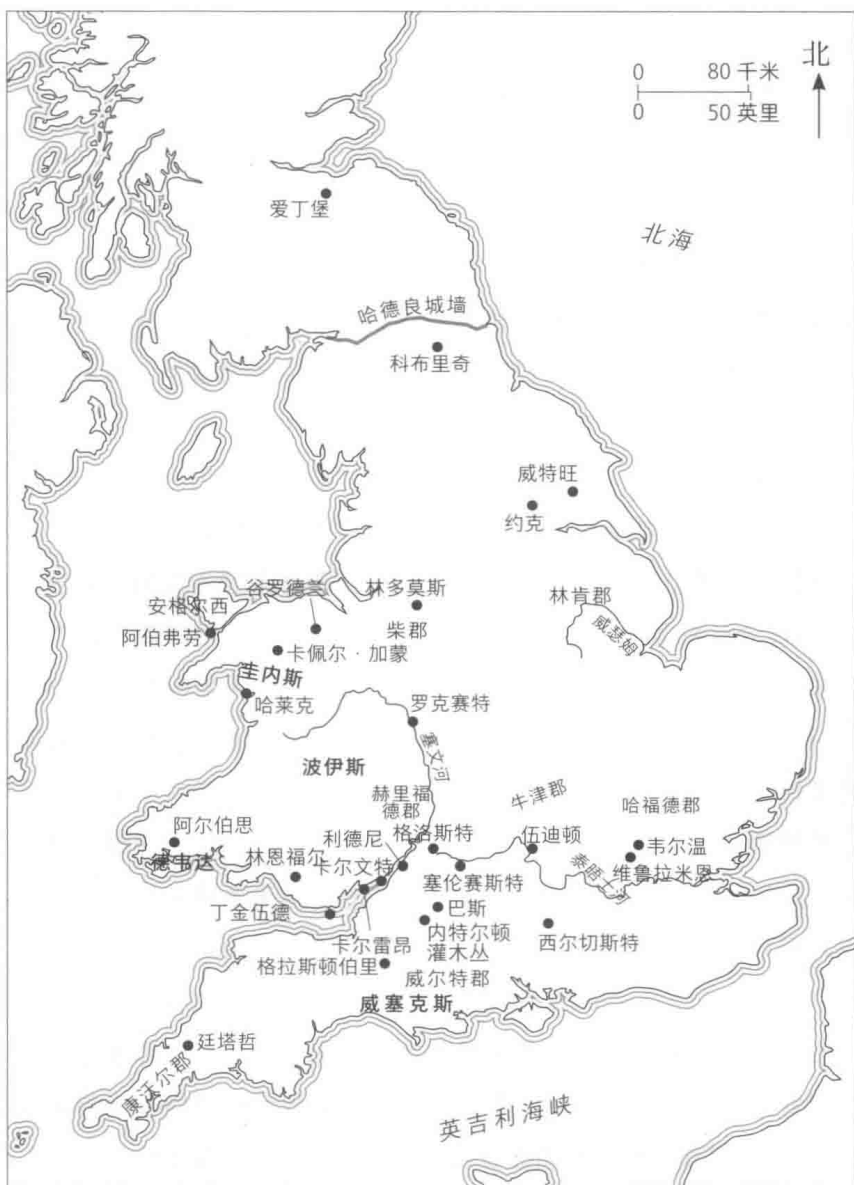 北
0 80 千米
0 50 英里
爱丁堡
北海
哈德良城墙
科布里奇
威特旺
约克
谷罗德兰
林多莫斯
安格尔西
林肯郡
柴郡
威瑟姆
阿伯弗劳
卡佩尔·加蒙
圭内斯
哈莱克
罗克赛特
塞文河
波伊斯
赫里福
德郡
牛津郡
哈福德郡
阿尔伯思
利德尼
格洛斯特
伍迪顿
韦尔温
德韦达
林恩福尔
卡尔文特
塞伦赛斯特
泰晤士河
维鲁拉米恩
丁金伍德
巴斯
卡尔雷昂
内特尔顿
灌木丛
西尔切斯特
格拉斯顿伯里
威尔特郡
威塞克斯
廷塔哲
康沃尔郡
英吉利海峡